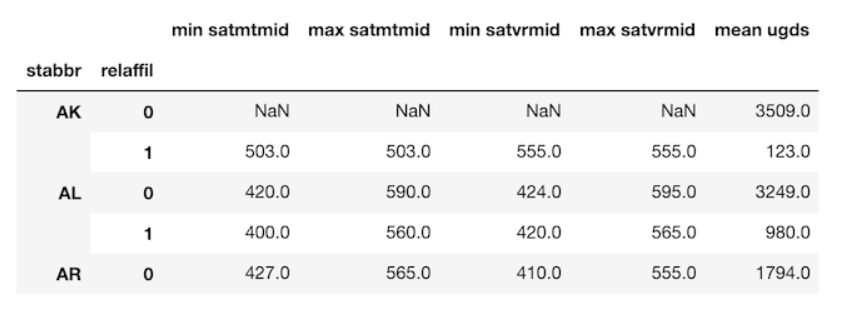 min satmtmid max satmtmid min satvrmid max satvrmid mean ugds
stabbr relaffil
AK 0 NaN NaN NaN NaN 3509.0
1 503.0 503.0 555.0 555.0 123.0
AL 0 420.0 590.0 424.0 595.0 3249.0
1 400.0 560.0 420.0 565.0 980.0
AR 0 427.0 565.0 410.0 555.0 1794.0